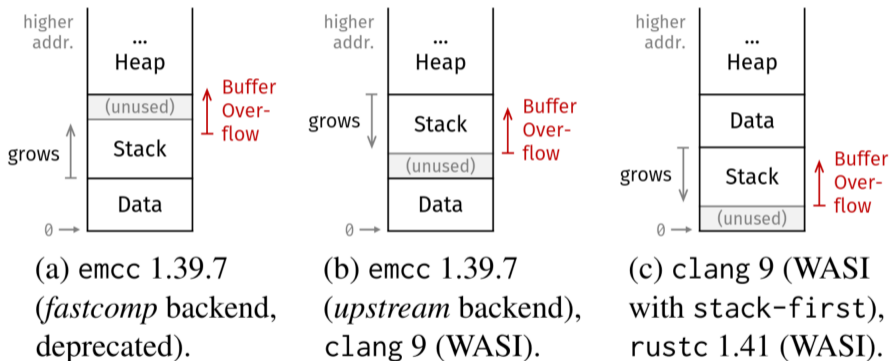 higher
addr.
...
Heap
(unused)
Buffer
Over-
flow
grows
Stack
Data
0
(a) emcc 1.39.7
(fastcomp backend,
deprecated).
higher
addr.
...
Heap
grows
Stack
Buffer
Over-
flow
(unused)
Data
0
(b) emcc 1.39.7
(upstream backend),
clang 9 (WASI).
higher
addr.
...
Heap
Data
grows
Stack
Buffer
Over-
flow
(unused)
0
(c) clang 9 (WASI
with stack-first),
rustc 1.41 (WASI).